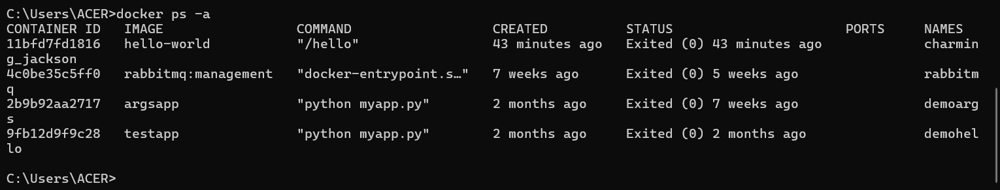 C:\Users\ACER>docker ps -a
CONTAINER ID   IMAGE                 COMMAND                  CREATED          STATUS                      PORTS     NAMES
11bfd7fd1816   hello-world           "/hello"                 43 minutes ago   Exited (0) 43 minutes ago             charmin
g_jackson
4c0be35c5ff0   rabbitmq:management   "docker-entrypoint.s…"   7 weeks ago      Exited (0) 5 weeks ago                rabbitm
q
2b9b92aa2717   argsapp               "python myapp.py"        2 months ago     Exited (0) 7 weeks ago                demoarg
s
9fb12d9f9c28   testapp               "python myapp.py"        2 months ago     Exited (0) 2 months ago               demohel
lo
C:\Users\ACER>